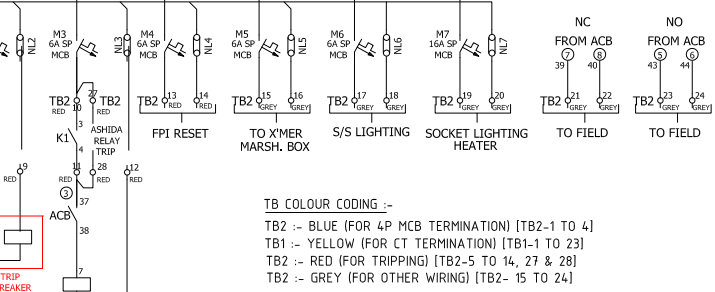 NC NO
M3 M4 M5 M6 M7
6A SP 6A SP 6A SP 6A SP 16A SP
MCB MCB MCB MCB MCB
NL2 NL3 NL4 NL5 NL6 NL7
FROM ACB FROM ACB
7 8 5 6
39 40 43 44
TB2 10 27 TB2 TB2 13 14 TB2 15 16 TB2 17 18 TB2 19 20 TB2 21 22 TB2 23 24
RED RED RED RED GREY GREY GREY GREY GREY GREY GREY GREY GREY GREY
3
K1 ASHIDA
RELAY
TRIP
4
FPI RESET
TO X'MER
MARSH. BOX
S/S LIGHTING
SOCKET LIGHTING
HEATER
TO FIELD TO FIELD
9 11 28 12
RED RED RED RED
3
37
ACB
38
7
TRIP
REAKER
TB COLOUR CODING :-
TB2 :- BLUE (FOR 4P MCB TERMINATION) [TB2-1 TO 4]
TB1 :- YELLOW (FOR CT TERMINATION) [TB1-1 TO 23]
TB2 :- RED (FOR TRIPPING) [TB2-5 TO 14, 27 & 28]
TB2 :- GREY (FOR OTHER WIRING) [TB2- 15 TO 24]